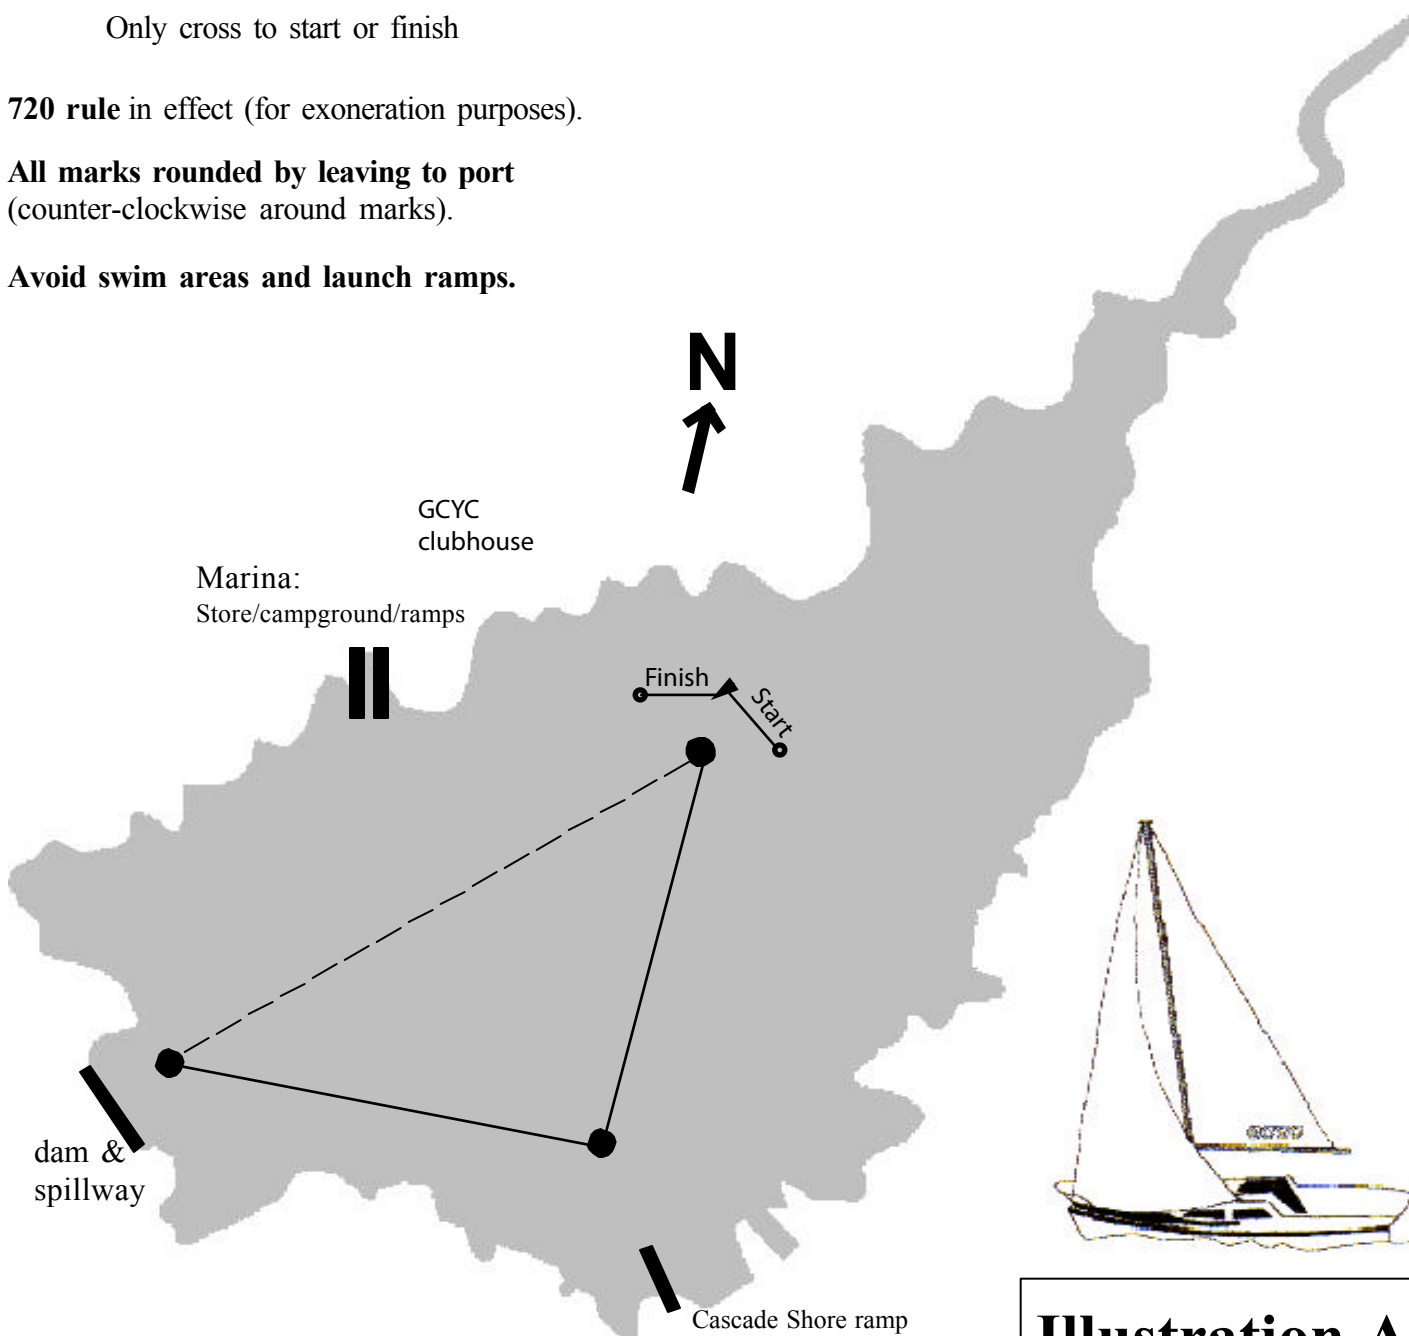 Only cross to start or finish
720 rule in effect (for exoneration purposes).
All marks rounded by leaving to port
(counter-clockwise around marks).
Avoid swim areas and launch ramps.
N
GCYC
clubhouse
Marina:
Store/campground/ramps
Finish
Start
dam &
spillway
Cascade Shore ramp
Illustration A